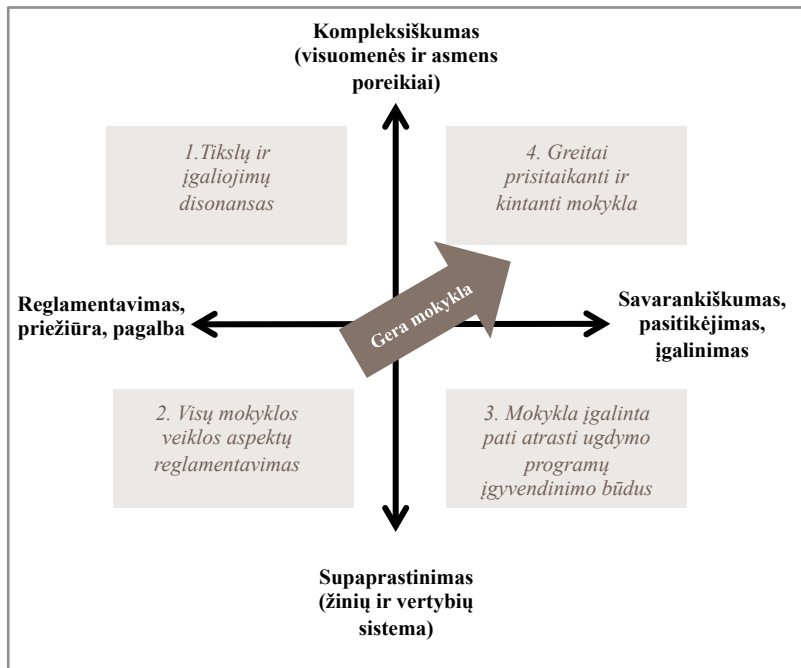 Kompleksiškumas
(visuomenės ir asmens
poreikiai)
1.Tikslų ir
įgaliojimų
disonansas
4. Greitai
prisitaikanti ir
kintanti mokykla
Reglamentavimas,
priežiūra, pagalba
Gera mokykla
Savarankiškumas,
pasitikėjimas,
įgalinimas
2. Visų mokyklos
veiklos aspektų
reglamentavimas
3. Mokykla įgalinta
pati atrasti ugdymo
programų
įgyvendinimo būdus
Supaprastinimas
(žinių ir vertybių
sistema)